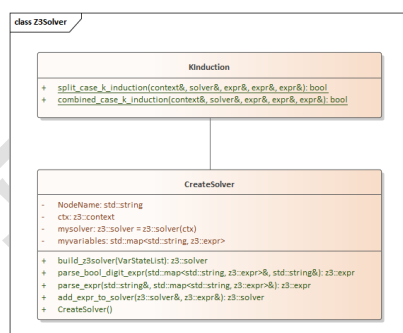 class Z3Solver
KInduction
+ split_case_k_induction(context&, solver&, expr&, expr&, expr&): bool
+ combined_case_k_induction(context&, solver&, expr&, expr&, expr&): bool
CreateSolver
- NodeName: std::string
- ctx: z3::context
- mysolver: z3::solver = z3::solver(ctx)
- myvariables: std::map<std::string, z3::expr>
+ build_z3solver(VarStateList): z3::solver
+ parse_bool_digit_expr(std::map<std::string, z3::expr>&, std::string&): z3::expr
+ parse_expr(std::string&, std::map<std::string, z3::expr>&): z3::expr
+ add_expr_to_solver(z3::solver&, z3::expr&): z3::solver
+ CreateSolver()